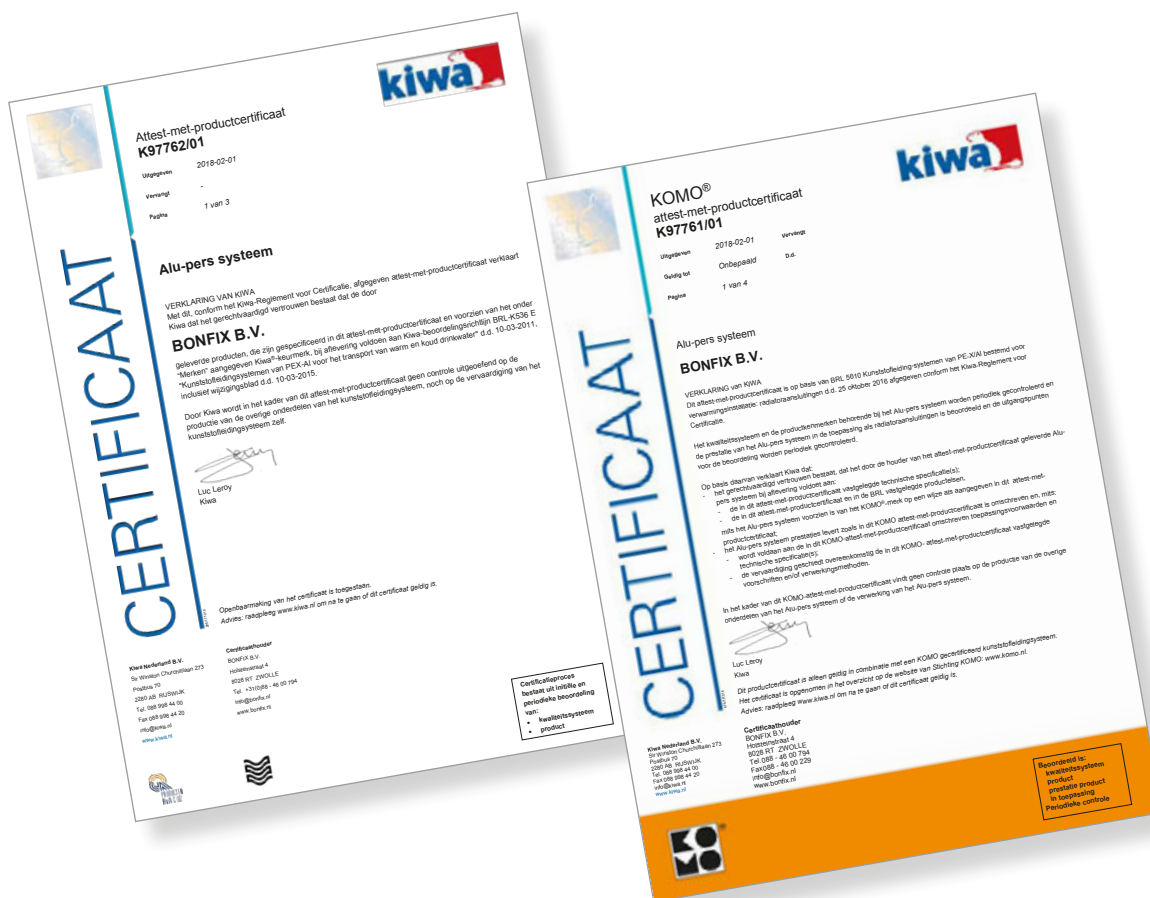 kiwa
Attest-met-productcertificaat
K97762/01
Uitgegeven 2018-02-01
Vervangt -
Pagina 1 van 3
CERTIFICAAT
Alu-pers systeem
VERKLARING VAN KIWA
Met dit, conform het Kiwa-Reglement voor Certificatie, afgegeven attest-met-productcertificaat verklaart
Kiwa dat het gerechtvaardigd vertrouwen bestaat dat de door
BONFIX B.V.
geleverde producten, die zijn gespecificeerd in dit attest-met-productcertificaat en voorzien van het onder
"Merken" aangegeven Kiwa®-keurmerk, bij aflevering voldoen aan Kiwa-beoordelingsrichtlijn BRL-K536 E
"Kunststofleidingsystemen van PEX-Al voor het transport van warm en koud drinkwater" d.d. 10-03-2011,
inclusief wijzigingsblad d.d. 10-03-2015.
Door Kiwa wordt in het kader van dit attest-met-productcertificaat geen controle uitgeoefend op de
productie van de overige onderdelen van het kunststofleidingsysteem, noch op de vervaardiging van het
kunststofleidingsysteem zelf.
Luc Leroy
Kiwa
Openbaarmaking van het certificaat is toegestaan.
Advies: raadpleeg www.kiwa.nl om na te gaan of dit certificaat geldig is.
Kiwa Nederland B.V.
Sir Winston Churchilllaan 273
Postbus 70
2280 AB RIJSWIJK
Tel. 088 998 44 00
Fax 088 998 44 20
info@kiwa.nl
www.kiwa.nl
Certificaathouder
BONFIX B.V.
Holsteinstraat 4
8028 RT ZWOLLE
Tel. +31(0)88 - 46 00 794
info@bonfix.nl
www.bonfix.nl
Certificatieproces
bestaat uit initiële en
periodieke beoordeling
van:
• kwaliteitssysteem
• product
kiwa
KOMO®
attest-met-productcertificaat
K97761/01
Uitgegeven 2018-02-01 Vervangt
Geldig tot Onbepaald D.d.
Pagina 1 van 4
CERTIFICAAT
Alu-pers systeem
BONFIX B.V.
VERKLARING van KIWA
Dit attest-met-productcertificaat is op basis van BRL 5610 Kunststofleiding-systemen van PE-X/Al bestemd voor
verwarmingsinstallatie: radiatoraansluitingen d.d. 25 oktober 2016 afgegeven conform het Kiwa-Reglement voor
Certificatie.
Het kwaliteitsysteem en de productkenmerken behorende bij het Alu-pers systeem worden periodiek gecontroleerd en
de prestatie van het Alu-pers systeem in de toepassing als radiatoraansluitingen is beoordeeld en de uitgangspunten
voor de beoordeling worden periodiek gecontroleerd.
Op basis daarvan verklaart Kiwa dat:
- het gerechtvaardigd vertrouwen bestaat, dat het door de houder van het attest-met-productcertificaat geleverde Alu-
pers systeem bij aflevering voldoet aan:
- de in dit attest-met-productcertificaat vastgelegde technische specificatie(s);
- de in dit attest-met-productcertificaat en in de BRL vastgelegde producteisen.
mits het Alu-pers systeem voorzien is van het KOMO®-merk op een wijze als aangegeven in dit attest-met-
productcertificaat;
- het Alu-pers systeem prestaties levert zoals in dit KOMO attest-met-productcertificaat is omschreven en, mits:
- wordt voldaan aan de in dit KOMO-attest-met-productcertificaat omschreven toepassingsvoorwaarden en
technische specificatie(s);
- de vervaardiging geschiedt overeenkomstig de in dit KOMO- attest-met-productcertificaat vastgelegde
voorschriften en/of verwerkingsmethoden.
In het kader van dit KOMO-attest-met-productcertificaat vindt geen controle plaats op de productie van de overige
onderdelen van het Alu-pers systeem of de verwerking van het Alu-pers systeem.
Luc Leroy
Kiwa
Dit productcertificaat is alleen geldig in combinatie met een KOMO gecertificeerd kunststofleidingsysteem.
Het certificaat is opgenomen in het overzicht op de website van Stichting KOMO: www.komo.nl.
Advies: raadpleeg www.kiwa.nl om na te gaan of dit certificaat geldig is.
Kiwa Nederland B.V.
Sir Winston Churchilllaan 273
Postbus 70
2280 AB RIJSWIJK
Tel. 088 998 44 00
Fax 088 998 44 20
info@kiwa.nl
www.kiwa.nl
Certificaathouder
BONFIX B.V.
Holsteinstraat 4
8028 RT ZWOLLE
Tel.088 - 46 00 794
Fax088 - 46 00 229
info@bonfix.nl
www.bonfix.nl
Beoordeeld is:
kwaliteitssysteem
product
prestatie product
in toepassing
Periodieke controle
KOMO